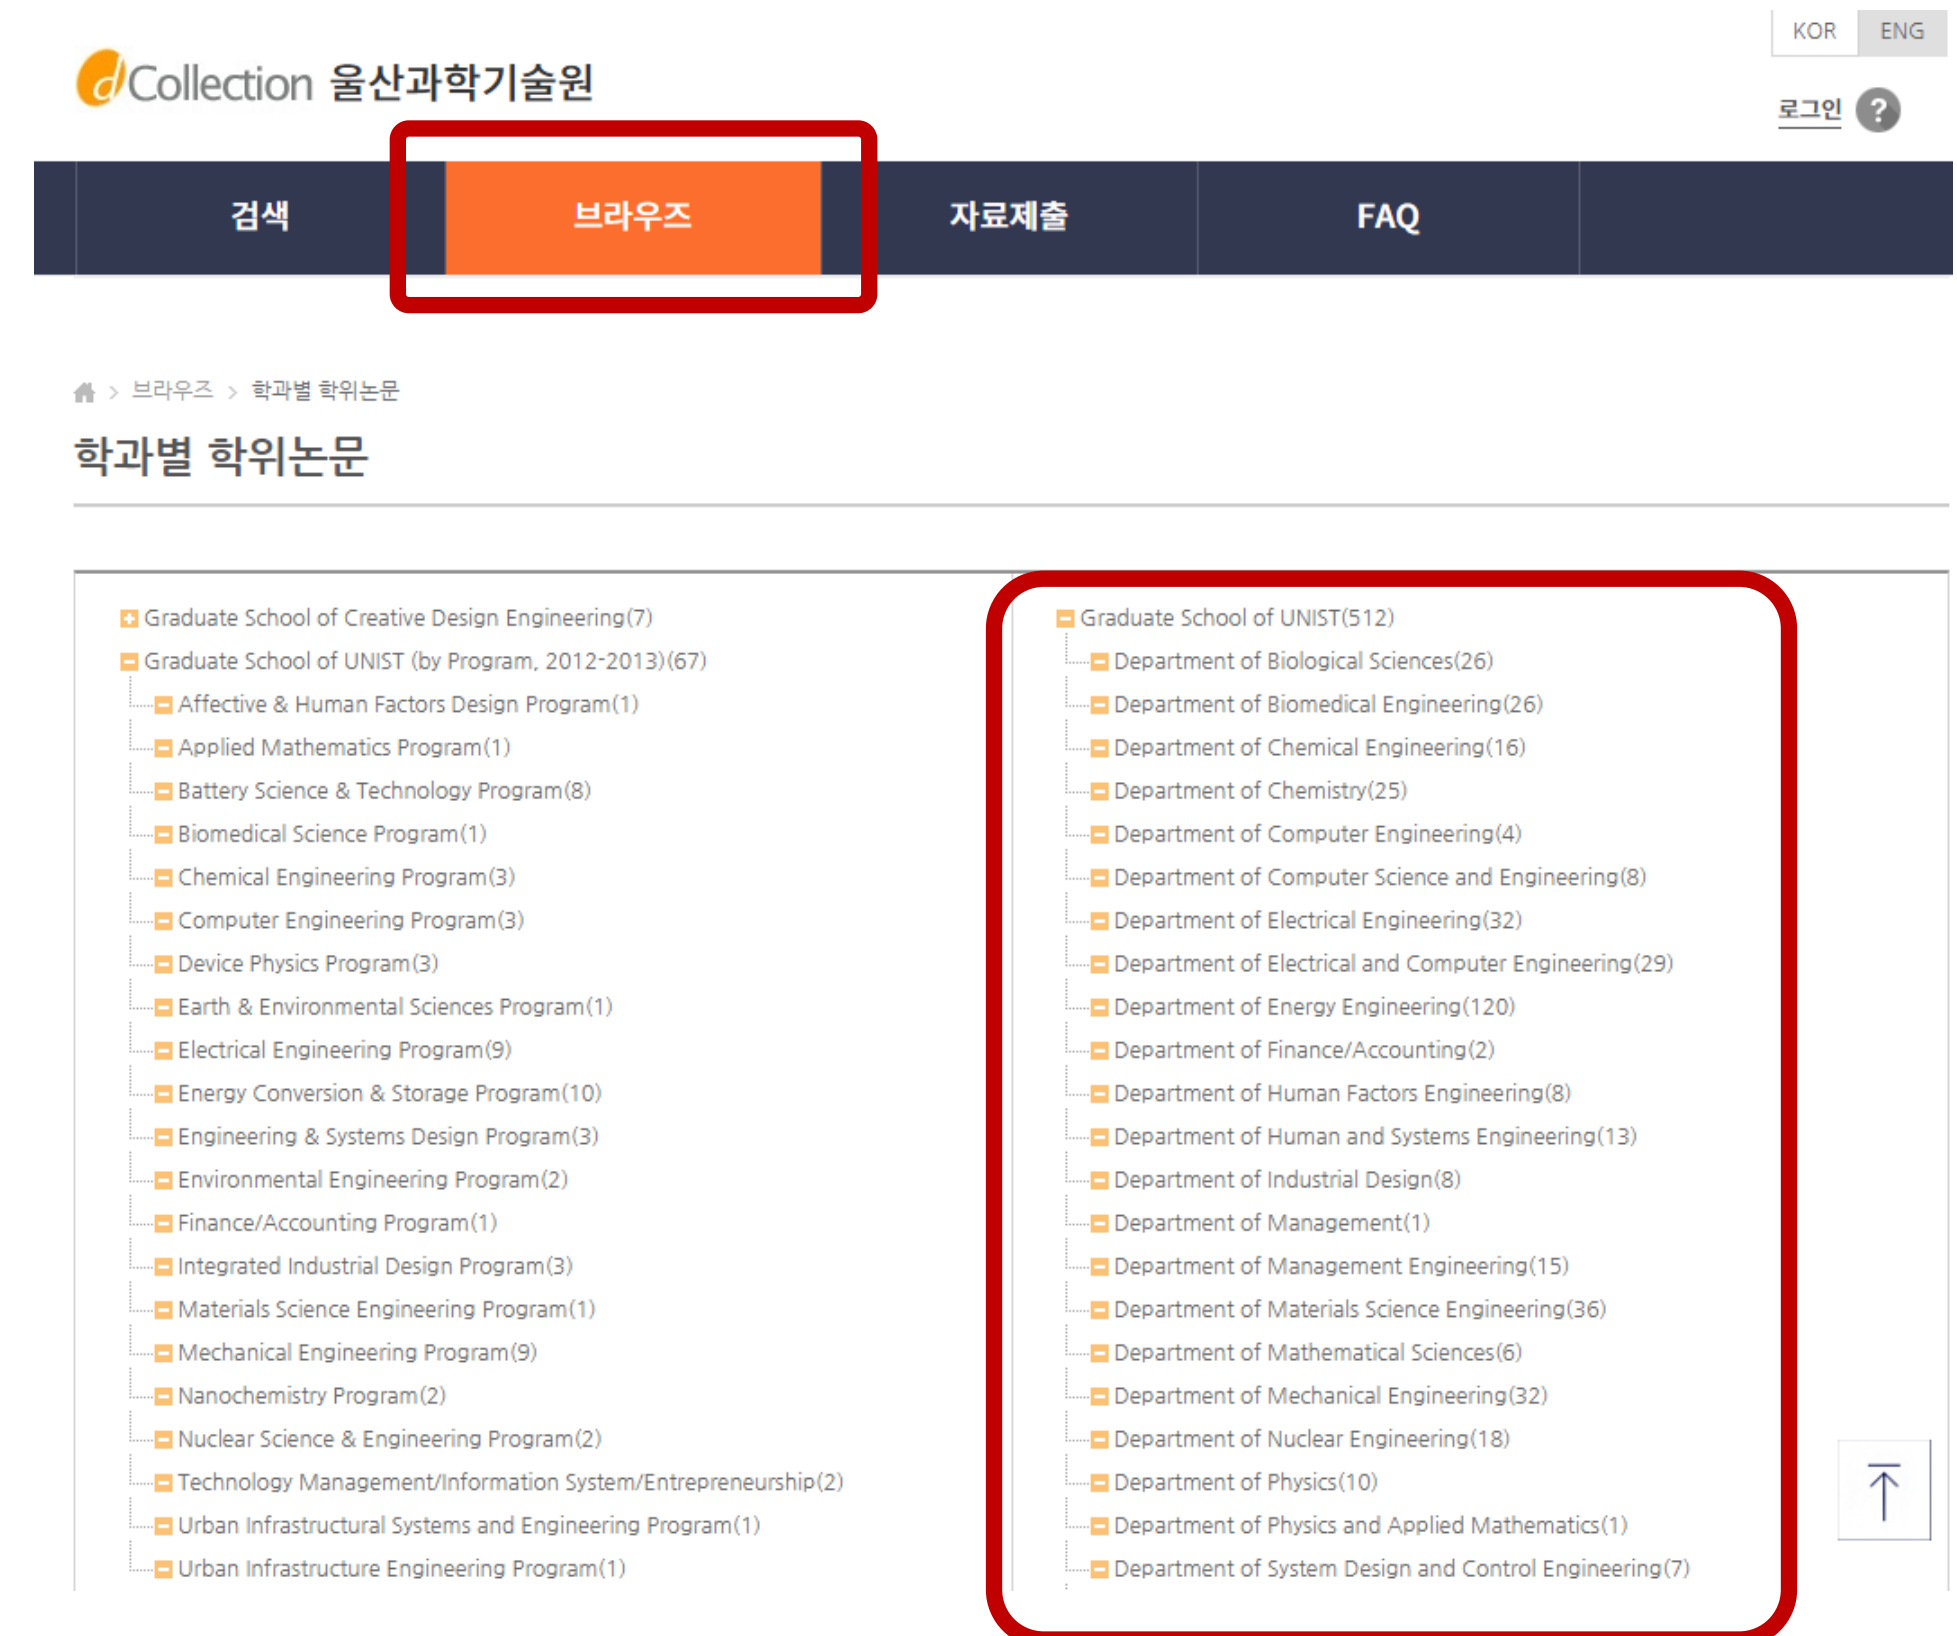 KOR ENG
dCollection 울산과학기술원
로그인 ?
검색 브라우즈 자료제출 FAQ
> 브라우즈 > 학과별 학위논문
학과별 학위논문
Graduate School of Creative Design Engineering(7)
Graduate School of UNIST (by Program, 2012-2013)(67)
Affective & Human Factors Design Program(1)
Applied Mathematics Program(1)
Battery Science & Technology Program(8)
Biomedical Science Program(1)
Chemical Engineering Program(3)
Computer Engineering Program(3)
Device Physics Program(3)
Earth & Environmental Sciences Program(1)
Electrical Engineering Program(9)
Energy Conversion & Storage Program(10)
Engineering & Systems Design Program(3)
Environmental Engineering Program(2)
Finance/Accounting Program(1)
Integrated Industrial Design Program(3)
Materials Science Engineering Program(1)
Mechanical Engineering Program(9)
Nanochemistry Program(2)
Nuclear Science & Engineering Program(2)
Technology Management/Information System/Entrepreneurship(2)
Urban Infrastructural Systems and Engineering Program(1)
Urban Infrastructure Engineering Program(1)
Graduate School of UNIST(512)
Department of Biological Sciences(26)
Department of Biomedical Engineering(26)
Department of Chemical Engineering(16)
Department of Chemistry(25)
Department of Computer Engineering(4)
Department of Computer Science and Engineering(8)
Department of Electrical Engineering(32)
Department of Electrical and Computer Engineering(29)
Department of Energy Engineering(120)
Department of Finance/Accounting(2)
Department of Human Factors Engineering(8)
Department of Human and Systems Engineering(13)
Department of Industrial Design(8)
Department of Management(1)
Department of Management Engineering(15)
Department of Materials Science Engineering(36)
Department of Mathematical Sciences(6)
Department of Mechanical Engineering(32)
Department of Nuclear Engineering(18)
Department of Physics(10)
Department of Physics and Applied Mathematics(1)
Department of System Design and Control Engineering(7)